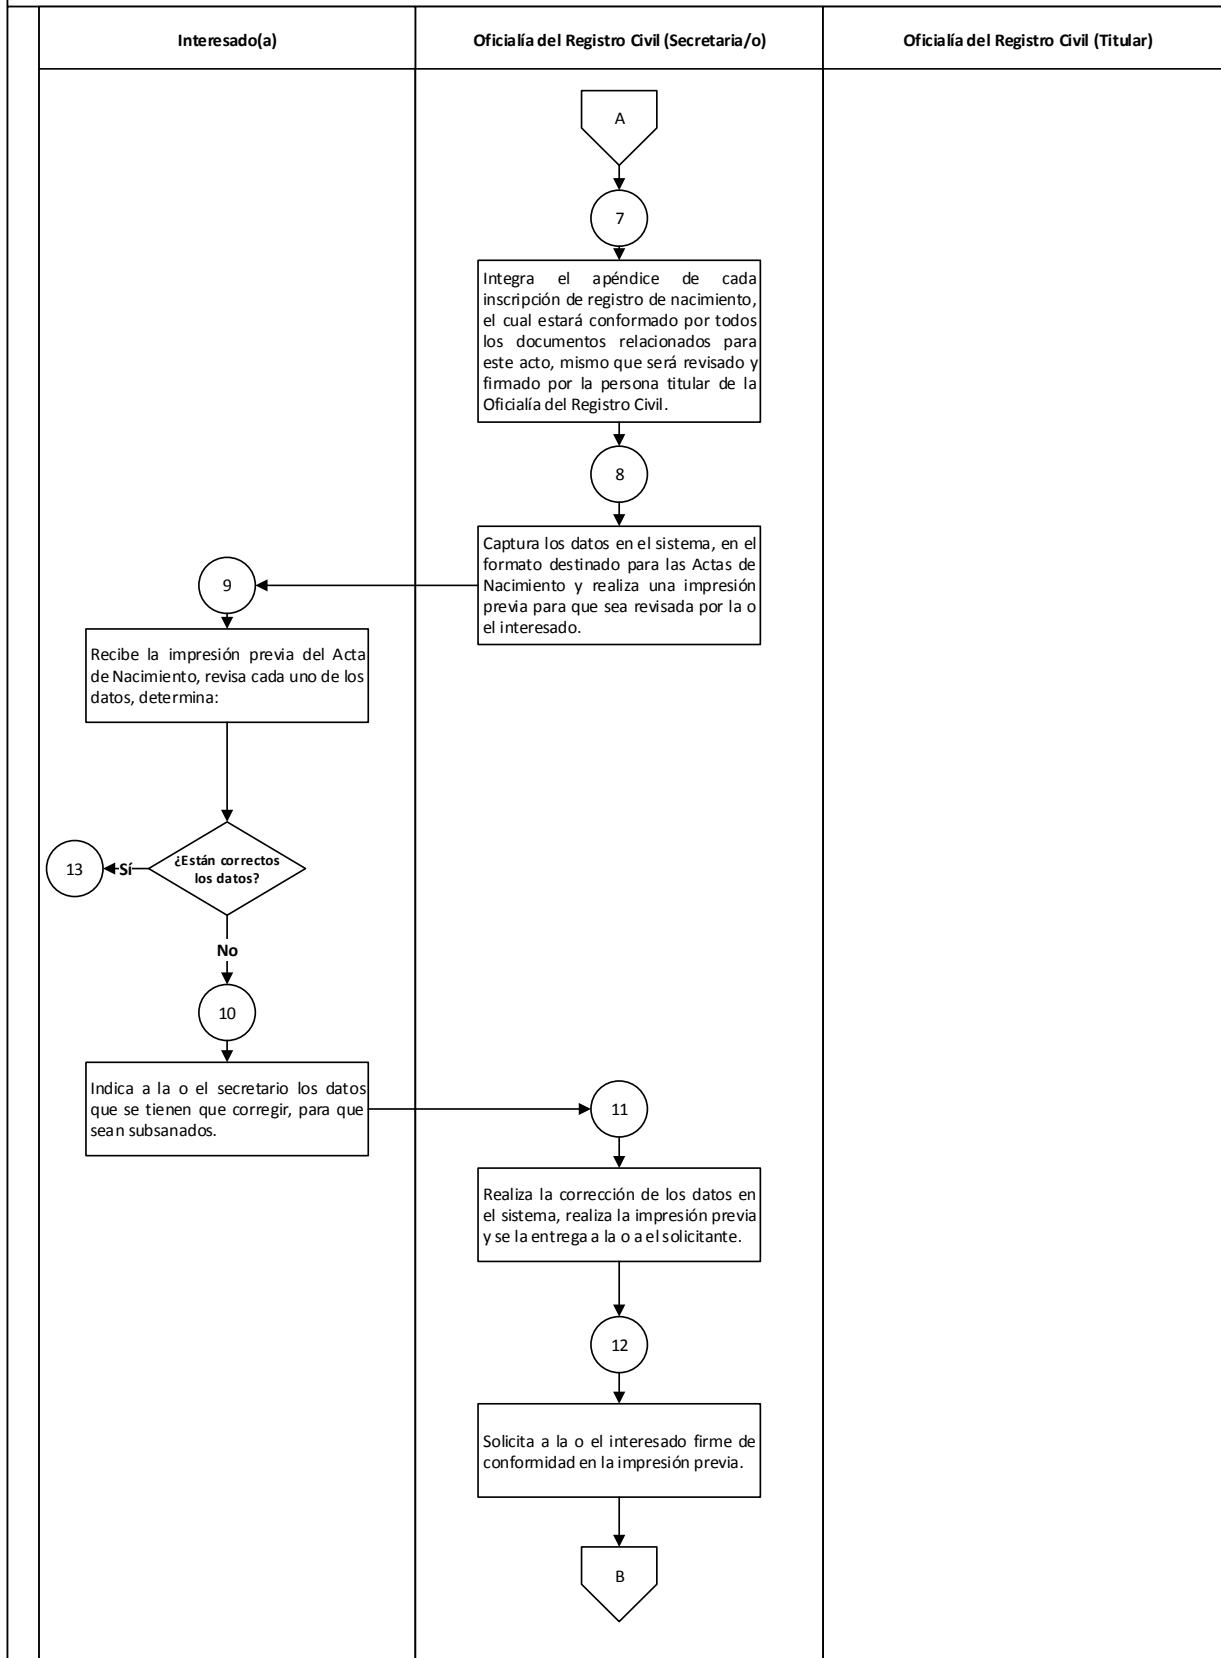 Interesado(a)
Oficialía del Registro Civil (Secretaria/o)
Oficialía del Registro Civil (Titular)
A
7
Integra el apéndice de cada
inscripción de registro de nacimiento,
el cual estará conformado por todos
los documentos relacionados para
este acto, mismo que será revisado y
firmado por la persona titular de la
Oficialía del Registro Civil.
8
Captura los datos en el sistema, en el
formato destinado para las Actas de
Nacimiento y realiza una impresión
previa para que sea revisada por la o
el interesado.
9
Recibe la impresión previa del Acta
de Nacimiento, revisa cada uno de los
datos, determina:
¿Están correctos
los datos?
Sí
13
No
10
Indica a la o el secretario los datos
que se tienen que corregir, para que
sean subsanados.
11
Realiza la corrección de los datos en
el sistema, realiza la impresión previa
y se la entrega a la o a el solicitante.
12
Solicita a la o el interesado firme de
conformidad en la impresión previa.
B